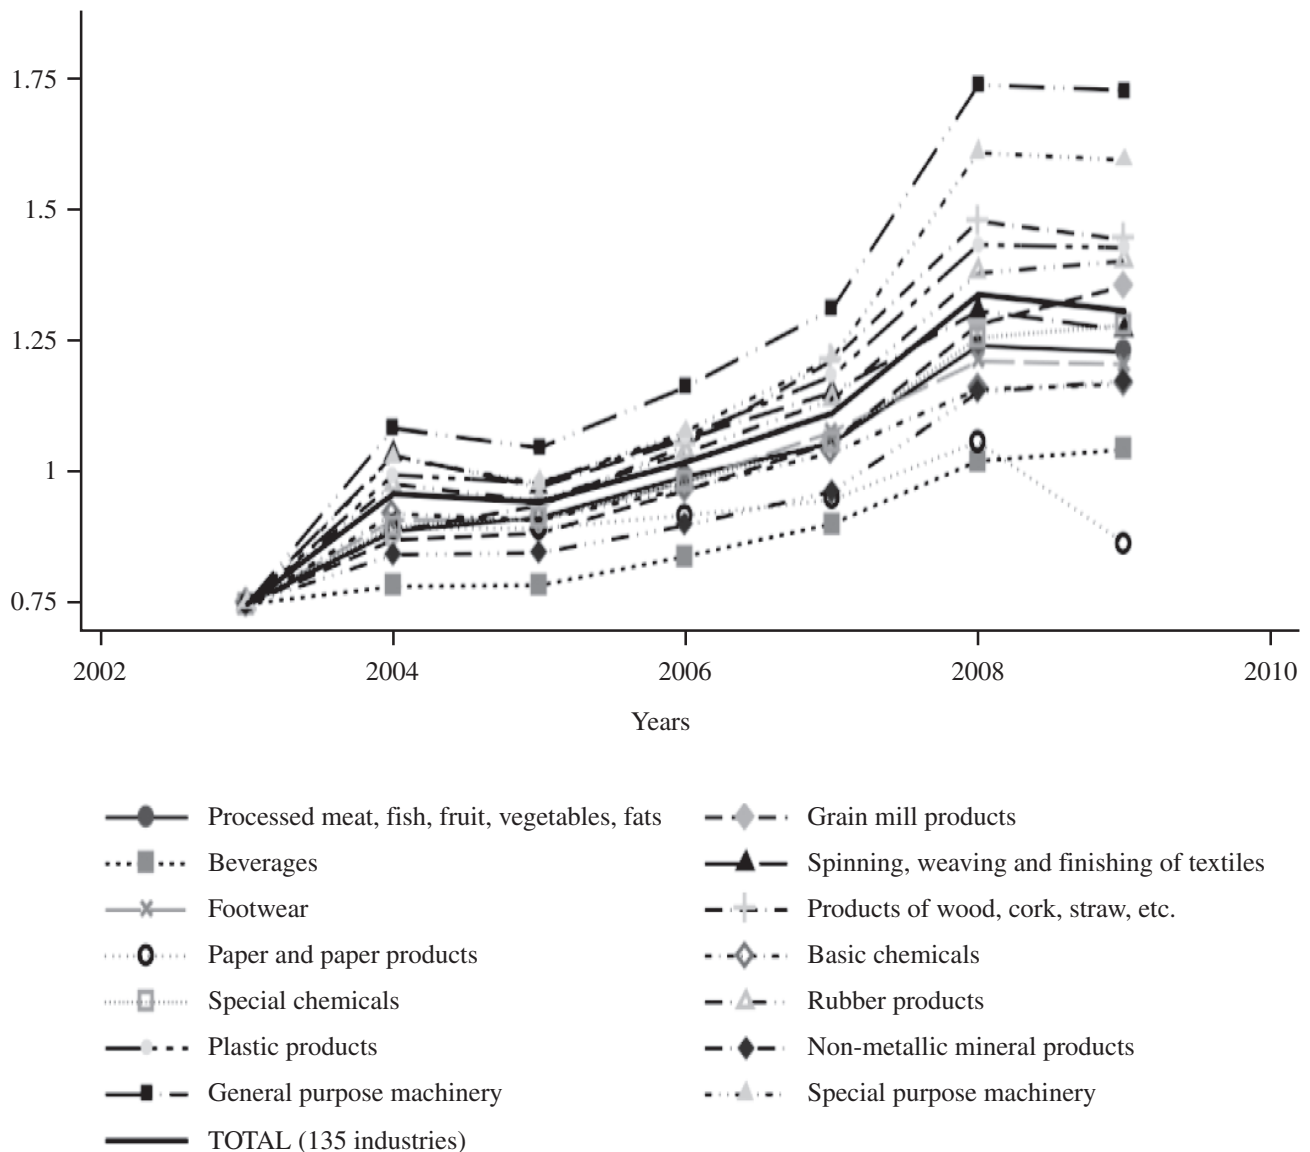 1.75
1.5
1.25
1
0.75
2002 2004 2006 2008 2010
Years
Processed meat, fish, fruit, vegetables, fats
Grain mill products
Beverages
Spinning, weaving and finishing of textiles
Footwear
Products of wood, cork, straw, etc.
Paper and paper products
Basic chemicals
Special chemicals
Rubber products
Plastic products
Non-metallic mineral products
General purpose machinery
Special purpose machinery
TOTAL (135 industries)